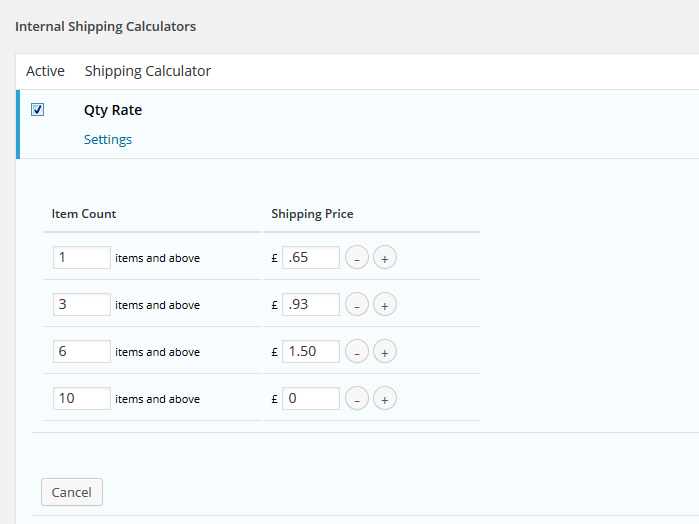 Internal Shipping Calculators
Active Shipping Calculator
Qty Rate
Settings
Item Count Shipping Price
1 items and above £ .65 - +
3 items and above £ .93 - +
6 items and above £ 1.50 - +
10 items and above £ 0 - +
Cancel